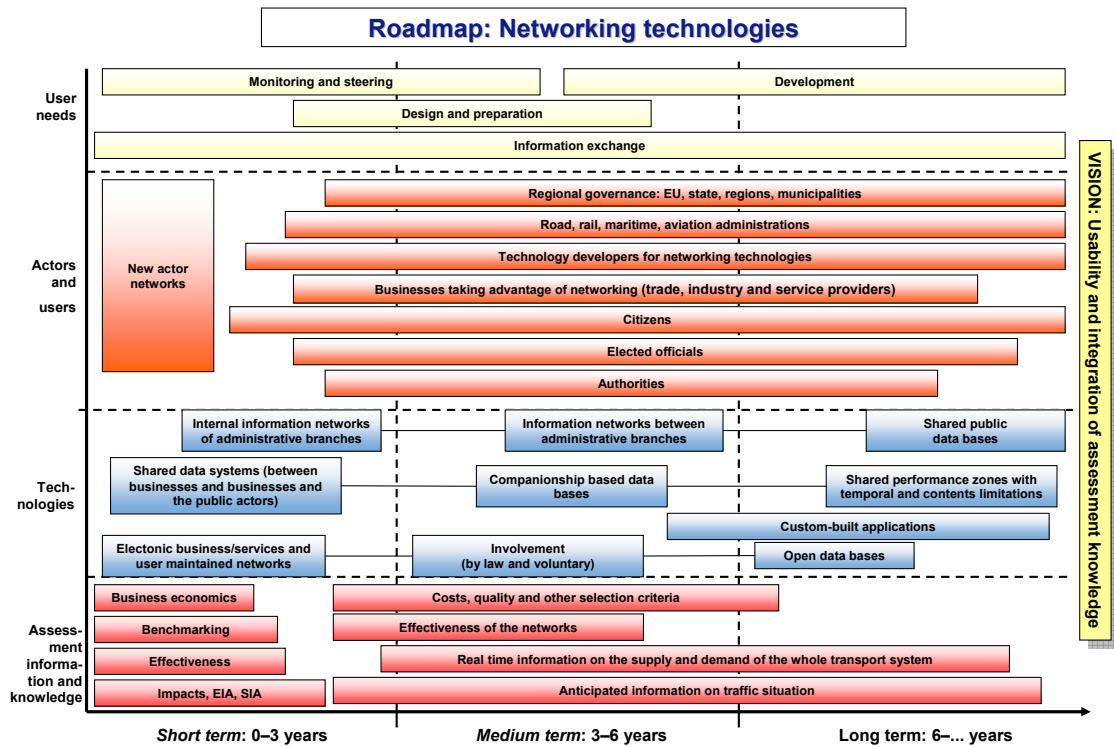 Roadmap: Networking technologies
User
needs
Monitoring and steering
Development
Design and preparation
Information exchange
Actors
and
users
New actor
networks
Regional governance: EU, state, regions, municipalities
Road, rail, maritime, aviation administrations
Technology developers for networking technologies
Businesses taking advantage of networking (trade, industry and service providers)
Citizens
Elected officials
Authorities
Tech-
nologies
Internal information networks
of administrative branches
Information networks between
administrative branches
Shared public
data bases
Shared data systems (between
businesses and businesses and
the public actors)
Companionship based data
bases
Shared performance zones with
temporal and contents limitations
Custom-built applications
Electonic business/services and
user maintained networks
Involvement
(by law and voluntary)
Open data bases
Assess-
ment
informa-
tion and
knowledge
Business economics
Costs, quality and other selection criteria
Benchmarking
Effectiveness of the networks
Effectiveness
Real time information on the supply and demand of the whole transport system
Impacts, EIA, SIA
Anticipated information on traffic situation
Short term: 0–3 years
Medium term: 3–6 years
Long term: 6–... years
VISION: Usability and integration of assessment knowledge